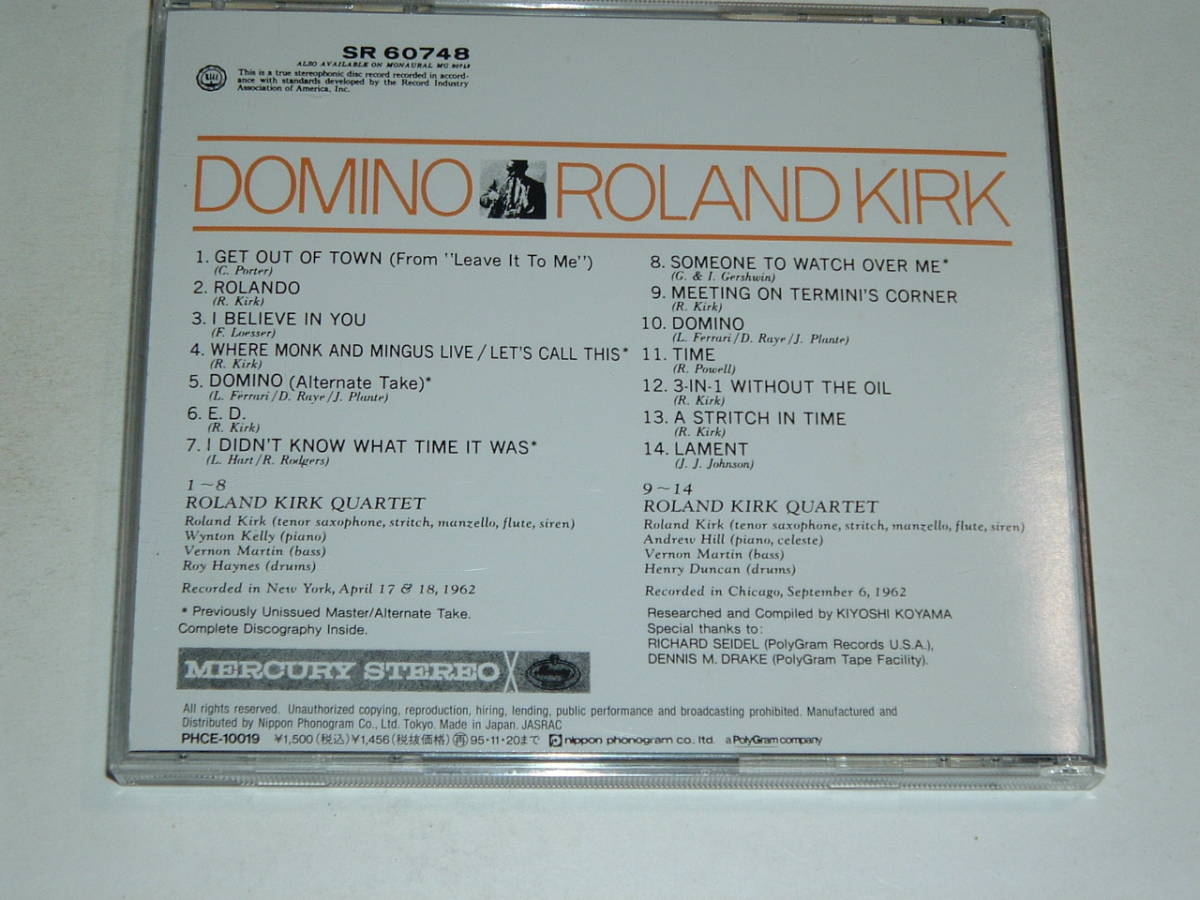 SR 60748
ALSO AVAILABLE ON MONAURAL MG
This is a true stereophonic disc record recorded in accord-
ance with standards developed by the Record Industry
Association of America, Inc.
DOMINO ROLAND KIRK
1. GET OUT OF TOWN (From "Leave It To Me")
(C. Porter)
2. ROLANDO
(R. Kirk)
3. I BELIEVE IN YOU
(F. Loesser)
4. WHERE MONK AND MINGUS LIVE/LET'S CALL THIS*
(R. Kirk)
5. DOMINO (Alternate Take)*
(L. Ferrari/D. Raye/J. Plante)
6. E. D.
(R. Kirk)
7. I DIDN'T KNOW WHAT TIME IT WAS*
(L. Hart/R. Rodgers)
1~8
ROLAND KIRK QUARTET
Roland Kirk (tenor saxophone, stritch, manzello, flute, siren)
Wynton Kelly (piano)
Vernon Martin (bass)
Roy Haynes (drums)
Recorded in New York, April 17 & 18, 1962
* Previously Unissued Master/Alternate Take.
Complete Discography Inside.
8. SOMEONE TO WATCH OVER ME*
(G. & I. Gershwin)
9. MEETING ON TERMINI'S CORNER
(R. Kirk)
10. DOMINO
(L. Ferrari/D. Raye/J. Plante)
11. TIME
(R. Powell)
12. 3-IN-1 WITHOUT THE OIL
(R. Kirk)
13. A STRITCH IN TIME
(R. Kirk)
14. LAMENT
(J. J. Johnson)
9~14
ROLAND KIRK QUARTET
Roland Kirk (tenor saxophone, stritch, manzello, flute, siren)
Andrew Hill (piano, celeste)
Vernon Martin (bass)
Henry Duncan (drums)
Recorded in Chicago, September 6, 1962
Researched and Compiled by KIYOSHI KOYAMA
Special thanks to:
RICHARD SEIDEL (PolyGram Records U.S.A.),
DENNIS M. DRAKE (PolyGram Tape Facility).
MERCURY STEREO
All rights reserved. Unauthorized copying, reproduction, hiring, lending, public performance and broadcasting prohibited. Manufactured and
Distributed by Nippon Phonogram Co., Ltd. Tokyo. Made in Japan. JASRAC
PHCE-10019 ¥1,500(税込)¥1,456(税抜価格) 再 95・11・20まで nippon phonogram co. ltd. a PolyGram company